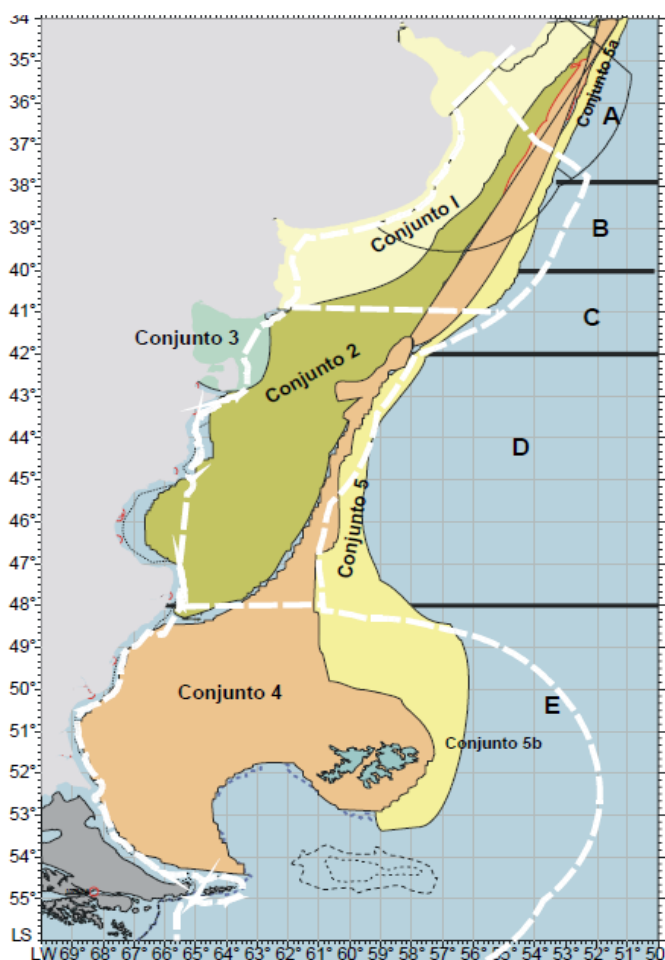 34
35°
36°
37°
38°
39°
40°
41°
42°
43°
44°
45°
46°
47°
48°
49°
50°
51°
52°
53°
54°
55°
LS
Conjunto 5a
A
Conjunto I
B
C
Conjunto 3
Conjunto 2
D
Conjunto 5
Conjunto 4
E
Conjunto 5b
LW 69° 68° 67° 66° 65° 64° 63° 62° 61° 60° 59° 58° 57° 56° 55° 54° 53° 52° 51° 50